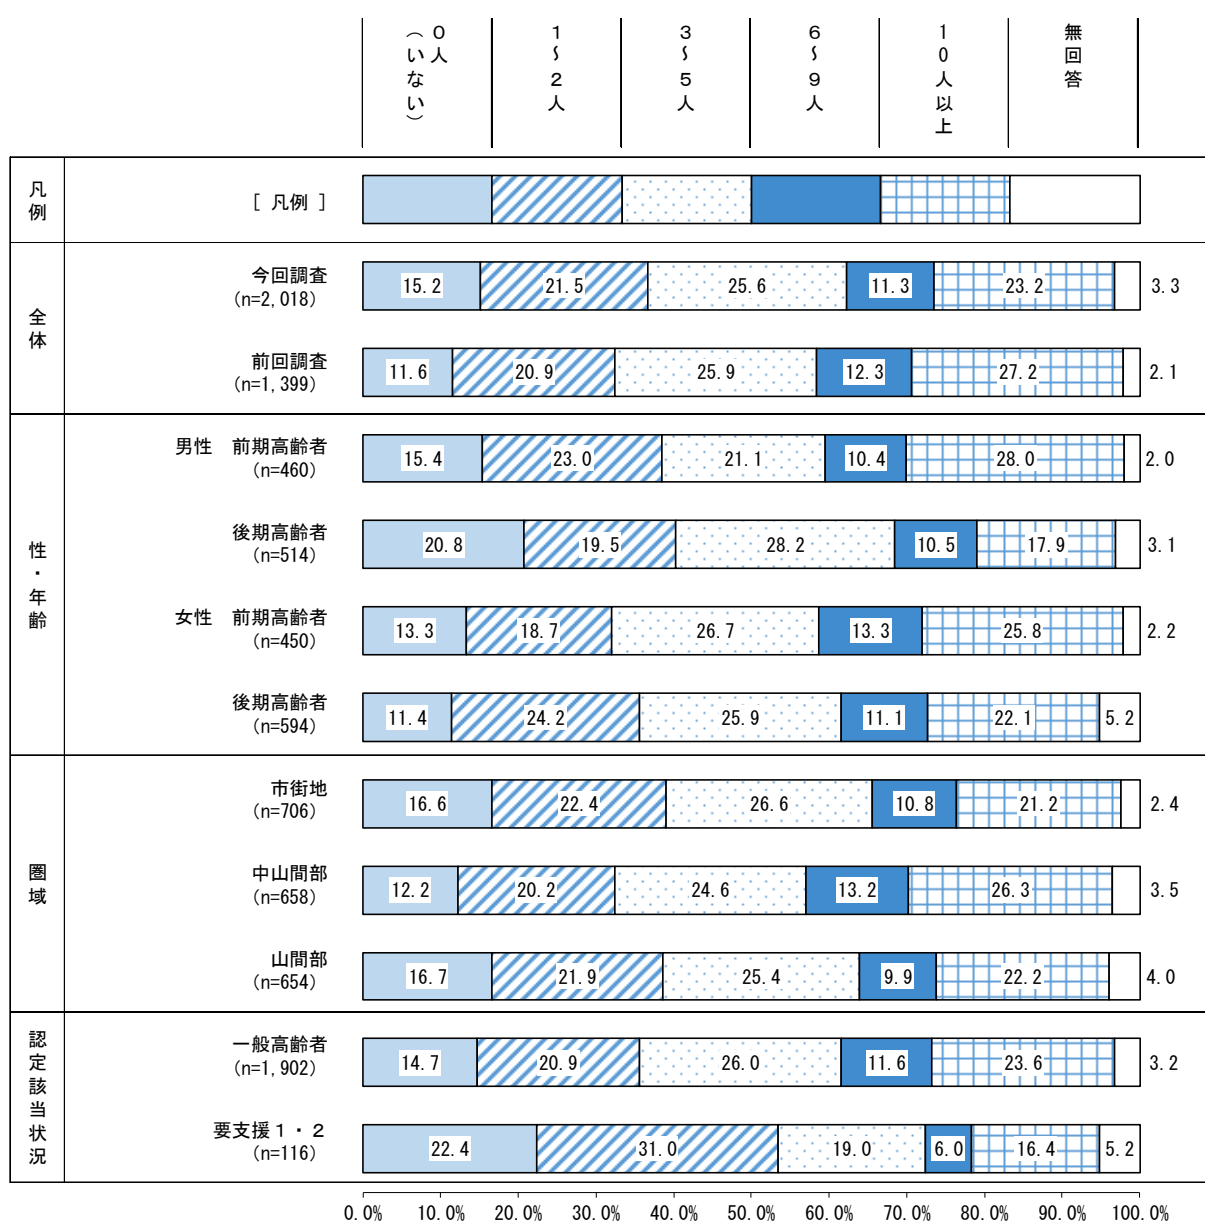 ０人（いない）
１～２人
３～５人
６～９人
１０人以上
無回答
凡例
[ 凡例 ]
全体
今回調査
(n=2,018)
15.2 21.5 25.6 11.3 23.2 3.3
前回調査
(n=1,399)
11.6 20.9 25.9 12.3 27.2 2.1
性・年齢
男性　前期高齢者
(n=460)
15.4 23.0 21.1 10.4 28.0 2.0
後期高齢者
(n=514)
20.8 19.5 28.2 10.5 17.9 3.1
女性　前期高齢者
(n=450)
13.3 18.7 26.7 13.3 25.8 2.2
後期高齢者
(n=594)
11.4 24.2 25.9 11.1 22.1 5.2
圏域
市街地
(n=706)
16.6 22.4 26.6 10.8 21.2 2.4
中山間部
(n=658)
12.2 20.2 24.6 13.2 26.3 3.5
山間部
(n=654)
16.7 21.9 25.4 9.9 22.2 4.0
認定該当状況
一般高齢者
(n=1,902)
14.7 20.9 26.0 11.6 23.6 3.2
要支援１・２
(n=116)
22.4 31.0 19.0 6.0 16.4 5.2
0.0% 10.0% 20.0% 30.0% 40.0% 50.0% 60.0% 70.0% 80.0% 90.0% 100.0%